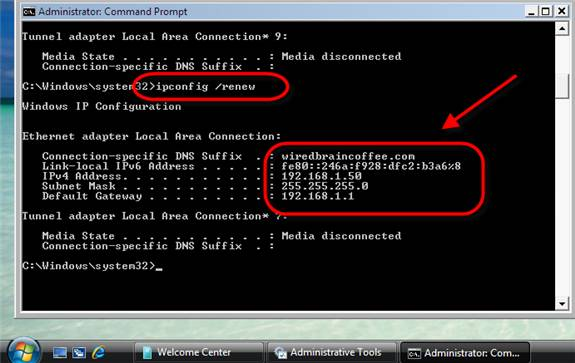 Administrator: Command Prompt
Tunnel adapter Local Area Connection* 9:
Media State . . . . . . . . . . . : Media disconnected
Connection-specific DNS Suffix . :
C:\Windows\system32>ipconfig /renew
Windows IP Configuration
Ethernet adapter Local Area Connection:
Connection-specific DNS Suffix . : wiredbraincoffee.com
Link-local IPv6 Address . . . . . : fe80::246a:f928:dfc2:b3a6%8
IPv4 Address. . . . . . . . . . . : 192.168.1.50
Subnet Mask . . . . . . . . . . . : 255.255.255.0
Default Gateway . . . . . . . . . : 192.168.1.1
Tunnel adapter Local Area Connection* 7:
Media State . . . . . . . . . . . : Media disconnected
Connection-specific DNS Suffix . :
C:\Windows\system32>_
Welcome Center
Administrative Tools
Administrator: Com...